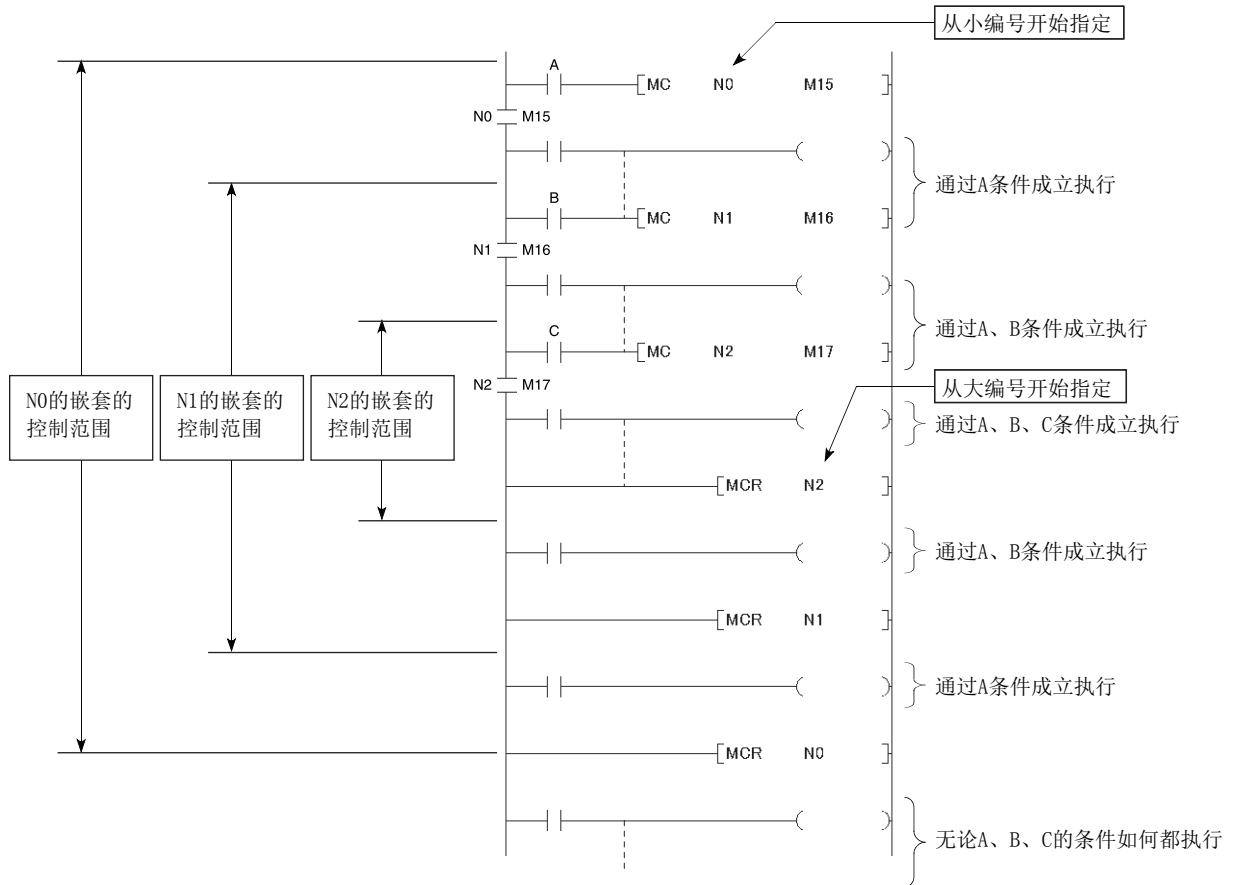 从小编号开始指定
A
MC N0 M15
N0 M15
通过A条件成立执行
B
MC N1 M16
N1 M16
通过A、B条件成立执行
C
MC N2 M17
N2 M17
从大编号开始指定
N0的嵌套的
控制范围
N1的嵌套的
控制范围
N2的嵌套的
控制范围
通过A、B、C条件成立执行
MCR N2
通过A、B条件成立执行
MCR N1
通过A条件成立执行
MCR N0
无论A、B、C的条件如何都执行